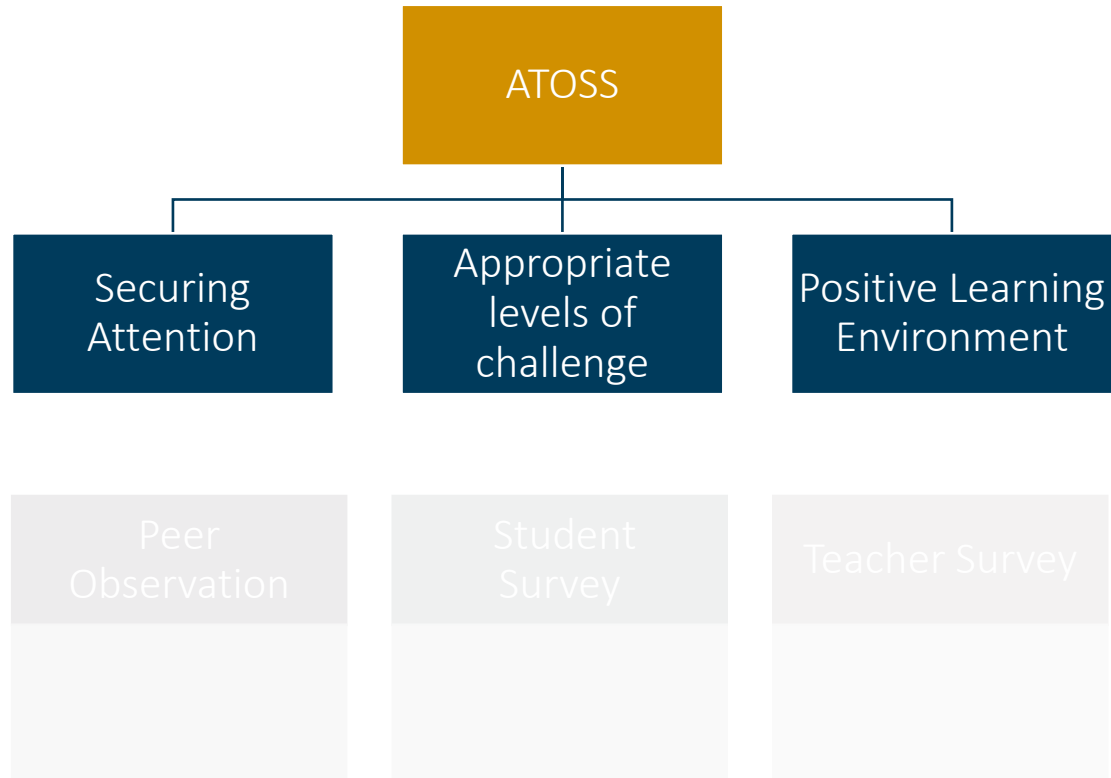 ATOSS
Securing
Attention
Appropriate
levels of
challenge
Positive Learning
Environment
Peer
Observation
Student
Survey
Teacher Survey